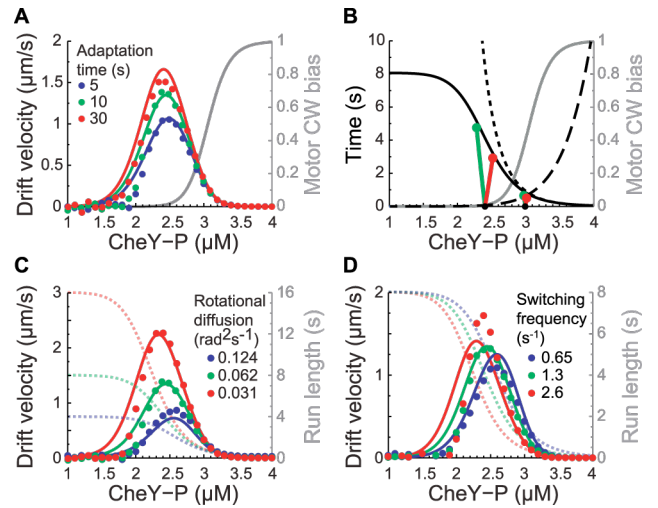 A
Drift velocity (μm/s)
2
1.5
1
0.5
0
Adaptation
time (s)
5
10
30
1
0.8
0.6
0.4
0.2
0
Motor CW bias
1 1.5 2 2.5 3 3.5 4
CheY−P (μM)
B
Time (s)
10
8
6
4
2
0
1
0.8
0.6
0.4
0.2
0
Motor CW bias
1 1.5 2 2.5 3 3.5 4
CheY−P (μM)
C
Drift velocity (μm/s)
3
2
1
0
Rotational
diffusion
(rad²s⁻¹)
0.124
0.062
0.031
16
12
8
4
0
Run length (s)
1 1.5 2 2.5 3 3.5 4
CheY−P (μM)
D
Drift velocity (μm/s)
2
1
0
Switching
frequency
(s⁻¹)
0.65
1.3
2.6
8
6
4
2
0
Run length (s)
1 1.5 2 2.5 3 3.5 4
CheY−P (μM)